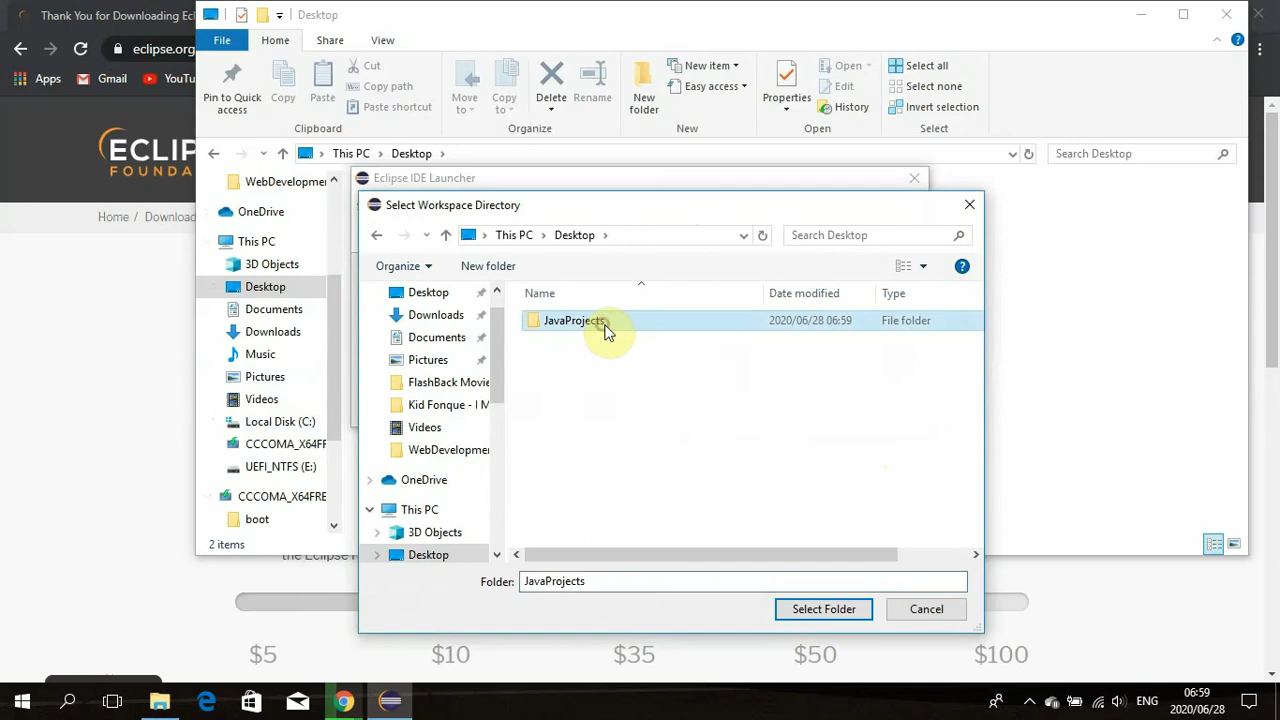 Thank You for Downloading Ecl
Desktop
eclipse.org
File Home Share View
Apps Gmail YouTu
Pin to Quick access
Copy
Paste
Cut
Copy path
Paste shortcut
Clipboard
Move to
Copy to
Delete
Rename
Organize
New folder
New item
Easy access
New
Properties
Open
Edit
History
Open
Select all
Select none
Invert selection
Select
This PC Desktop
Search Desktop
ECLIP
FOUNDA
Home / Downloa
WebDevelopmer
OneDrive
This PC
3D Objects
Desktop
Documents
Downloads
Music
Pictures
Videos
Local Disk (C:)
CCCOMA_X64FR
UEFI_NTFS (E:)
CCCOMA_X64FRE
boot
2 items
Eclipse IDE Launcher
Select Workspace Directory
This PC Desktop
Search Desktop
Organize New folder
Desktop
Downloads
Documents
Pictures
FlashBack Movie
Kid Fonque - I M
Videos
WebDevelopme
OneDrive
This PC
3D Objects
Desktop
Name Date modified Type
JavaProjects 2020/06/28 06:59 File folder
Folder: JavaProjects
Select Folder Cancel
the Eclipse
$5 $10 $35 $50 $100
ENG
06:59
2020/06/28